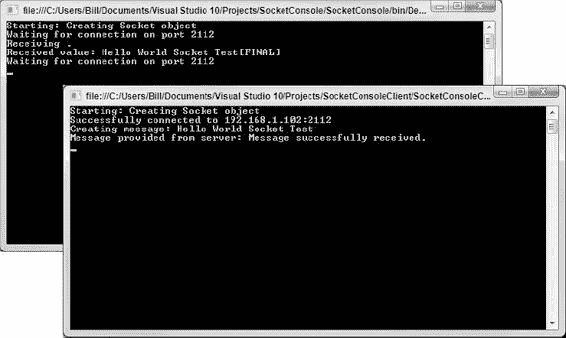 file:///C:/Users/Bill/Documents/Visual Studio 10/Projects/SocketConsole/SocketConsole/bin/De...
Starting: Creating Socket object
Waiting for connection on port 2112
Receiving .
Received value: Hello World Socket Test[FINAL]
Waiting for connection on port 2112
file:///C:/Users/Bill/Documents/Visual Studio 10/Projects/SocketConsoleClient/SocketConsoleC...
Starting: Creating Socket object
Successfully connected to 192.168.1.102:2112
Creating message: Hello World Socket Test
Message provided from server: Message successfully received.